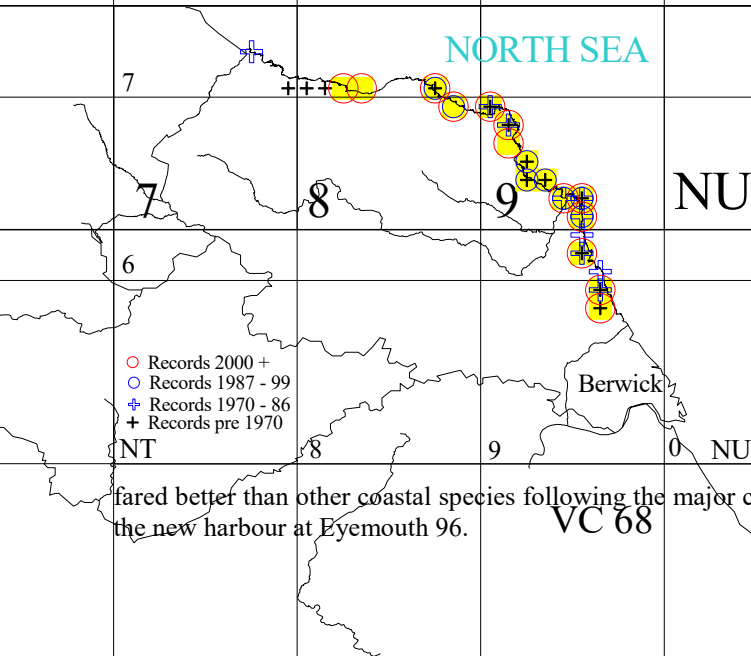 NORTH SEA
7
7
8
9
NU
6
Records 2000 +
Records 1987 - 99
Records 1970 - 86
Records pre 1970
Berwick
NT
8
9
0
NU
fared better than other coastal species following the major c
the new harbour at Eyemouth 96.
VC 68